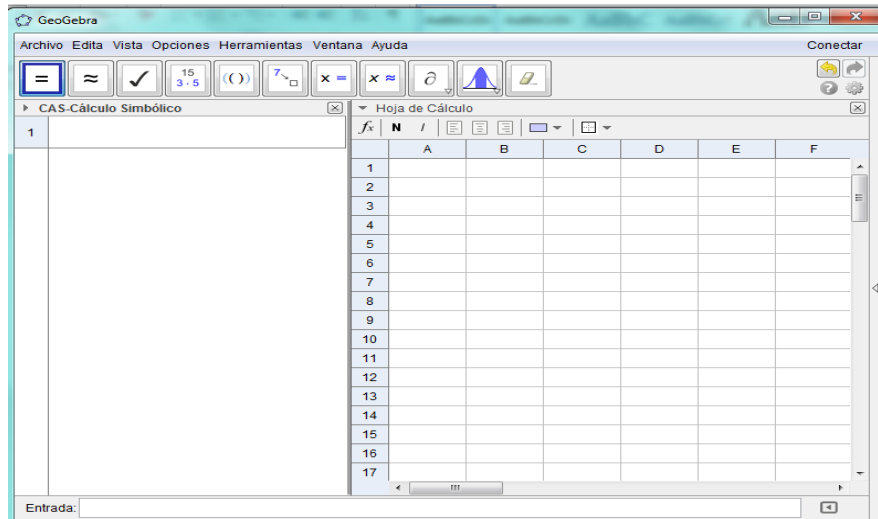 GeoGebra
Archivo Edita Vista Opciones Herramientas Ventana Ayuda Conectar
= ≈ ✓ 15 3·5 (( )) 7 x = x ≈ ∂
CAS-Cálculo Simbólico Hoja de Cálculo
1 fx N I
A B C D E F
1
2
3
4
5
6
7
8
9
10
11
12
13
14
15
16
17
Entrada: